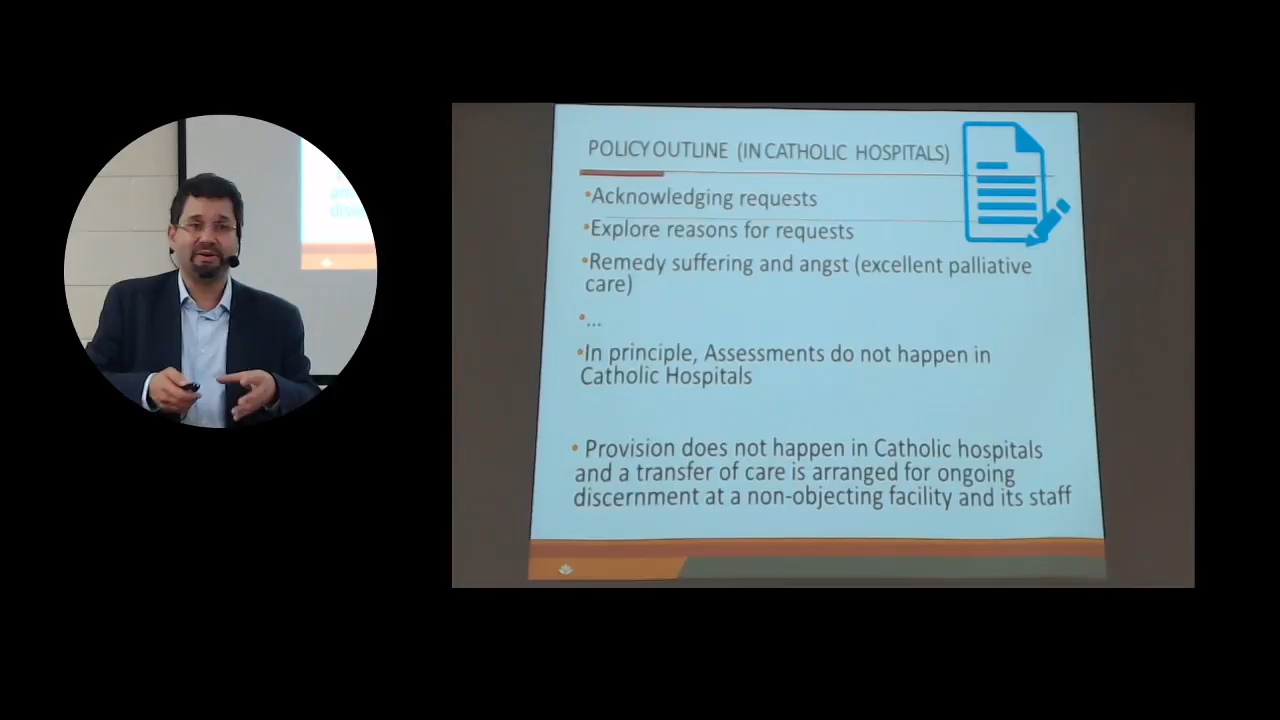 POLICY OUTLINE (IN CATHOLIC HOSPITALS)
•Acknowledging requests
•Explore reasons for requests
•Remedy suffering and angst (excellent palliative
care)
•...
•In principle, Assessments do not happen in
Catholic Hospitals
• Provision does not happen in Catholic hospitals
and a transfer of care is arranged for ongoing
discernment at a non-objecting facility and its staff